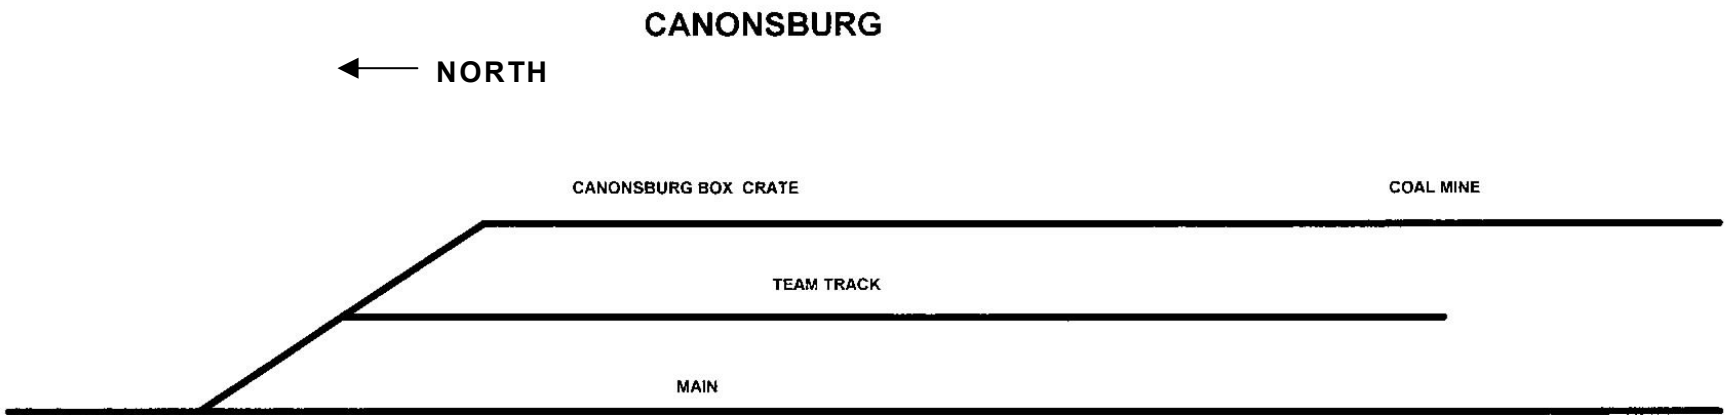 CANONSBURG
NORTH
CANONSBURG BOX CRATE
COAL MINE
TEAM TRACK
MAIN